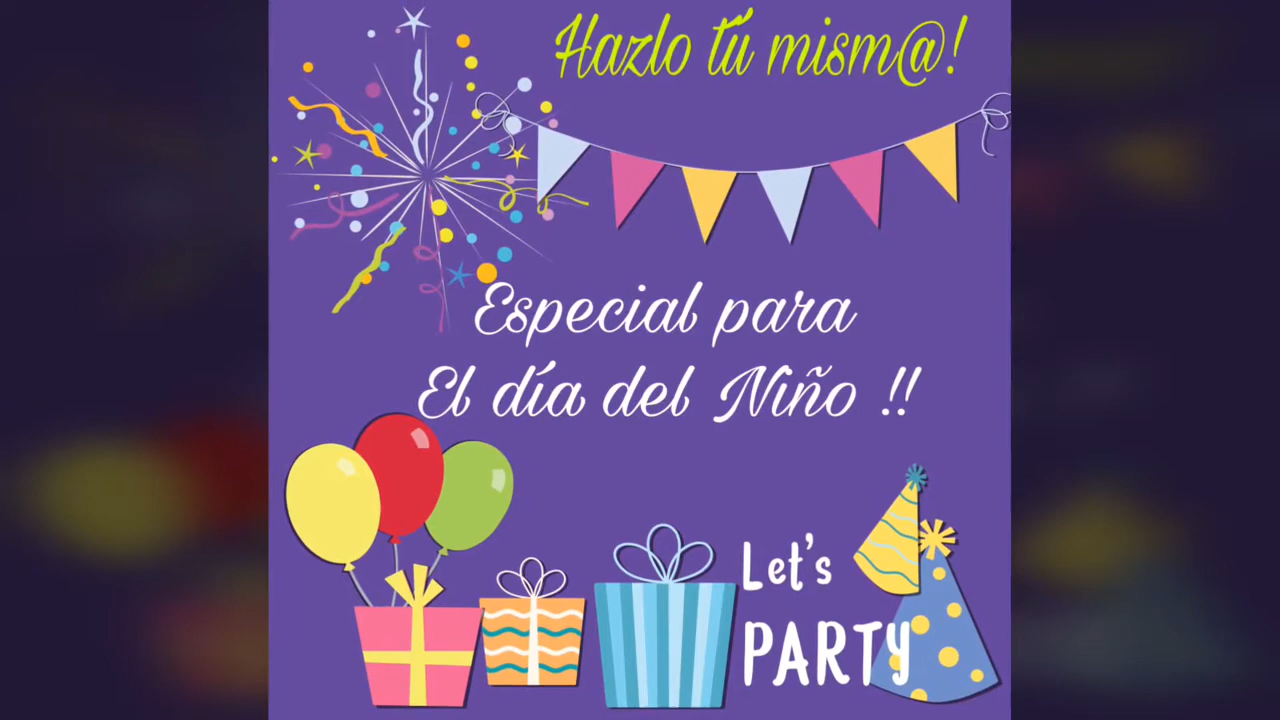 Hazlo tú mism@!
Especial para
El día del Niño !!
Let's
PARTY